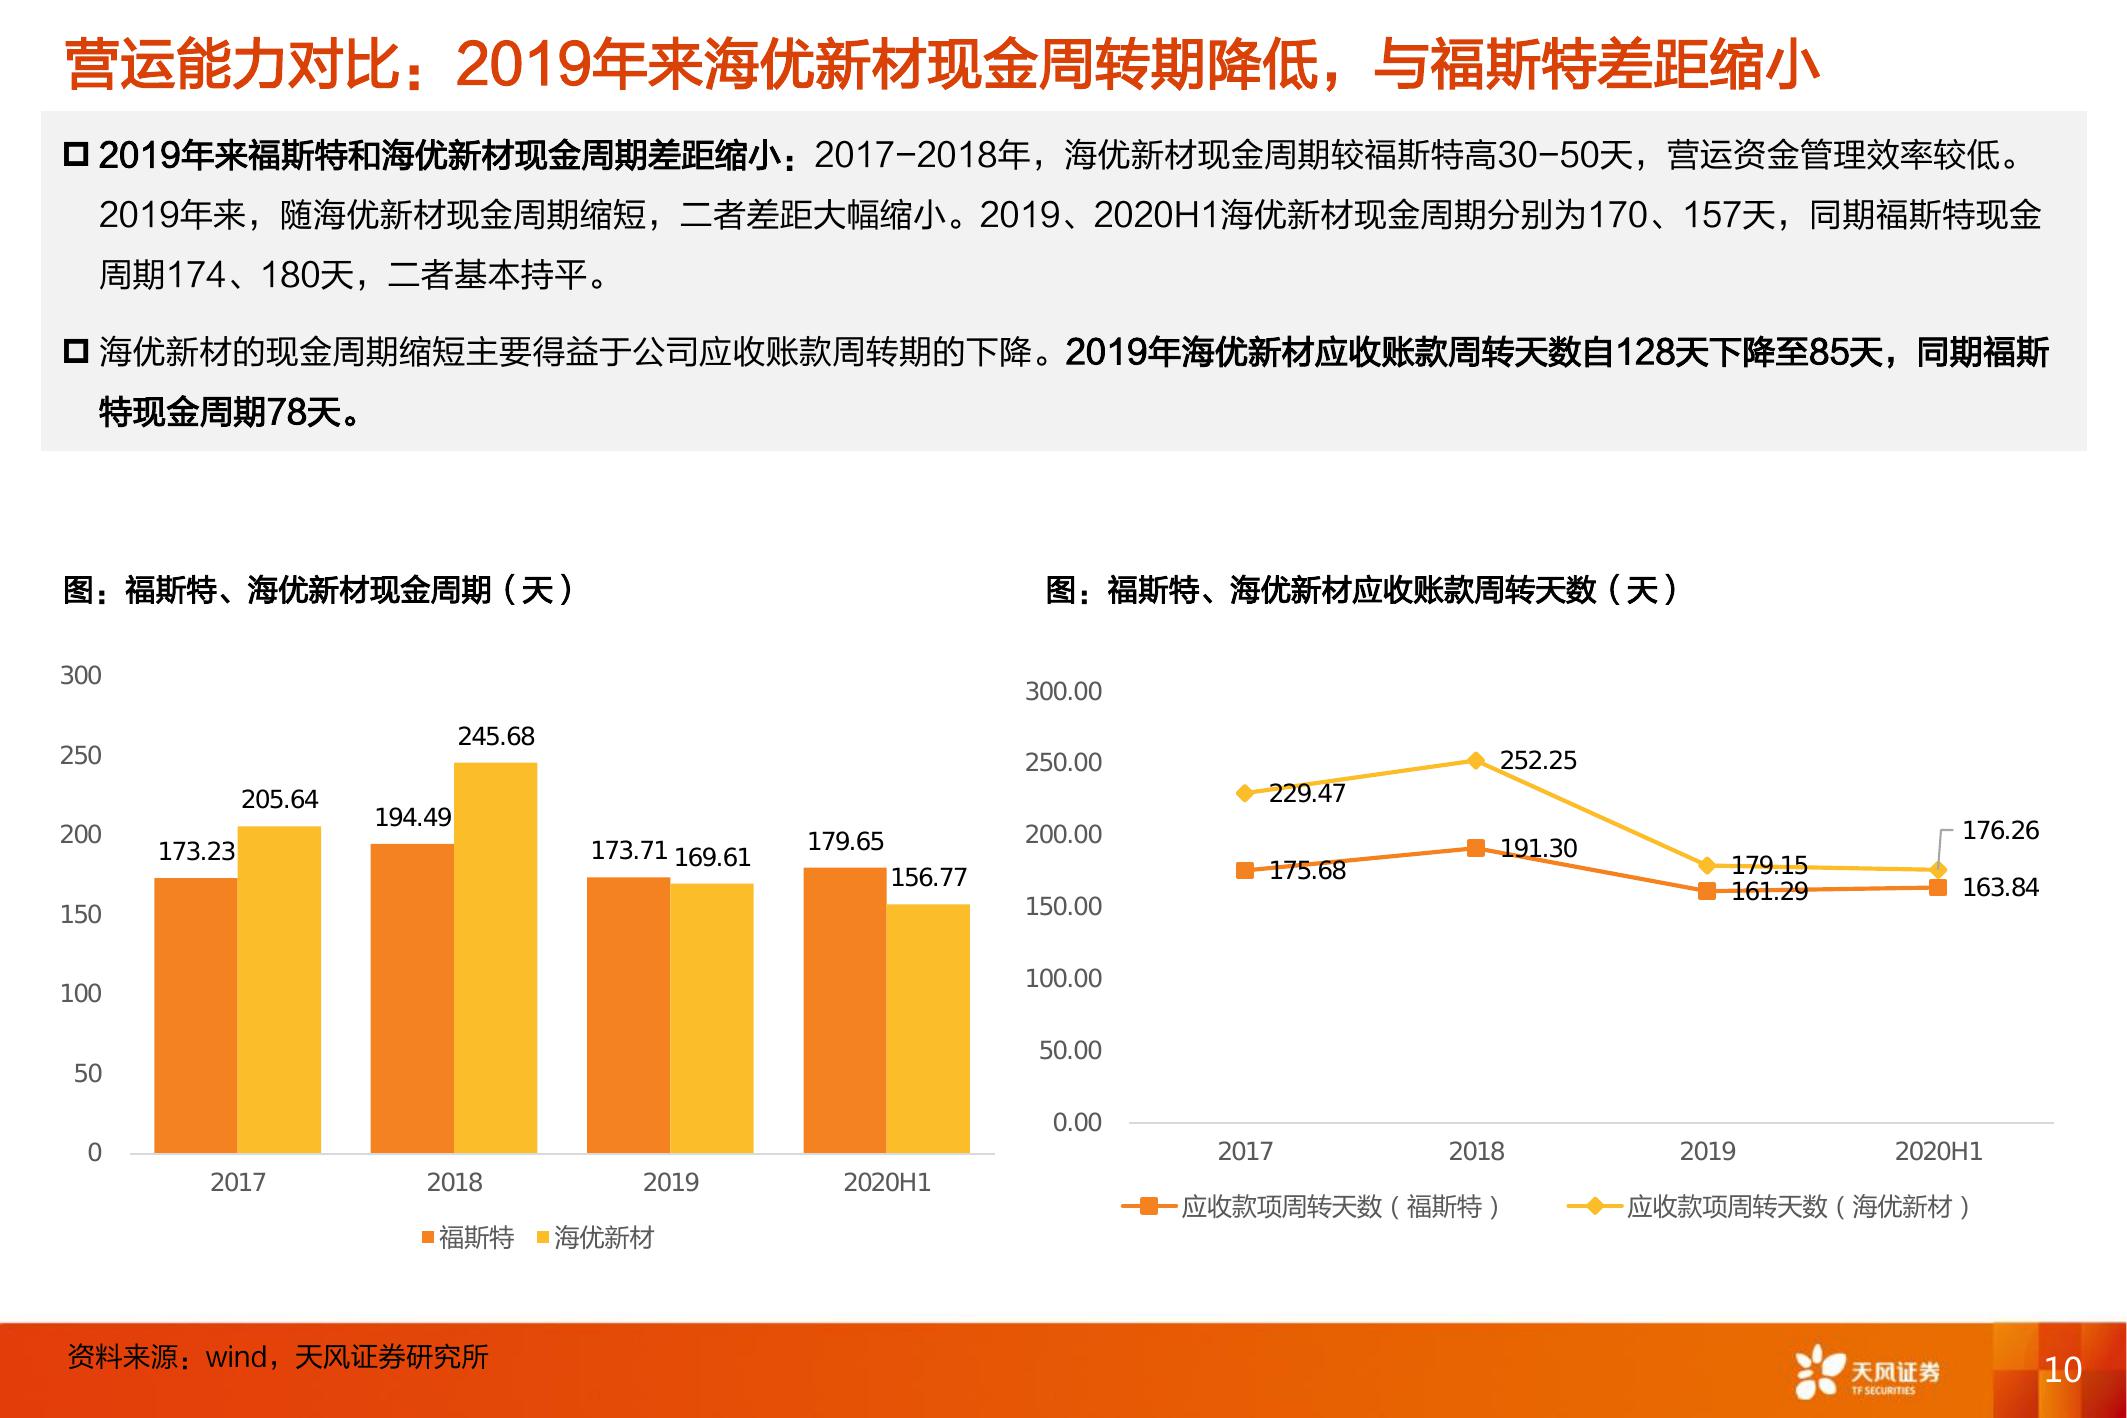 营运能力对比：2019年来海优新材现金周转期降低，与福斯特差距缩小
2019年来福斯特和海优新材现金周期差距缩小：2017-2018年，海优新材现金周期较福斯特高30-50天，营运资金管理效率较低。
2019年来，随海优新材现金周期缩短，二者差距大幅缩小。2019、2020H1海优新材现金周期分别为170、157天，同期福斯特现金
周期174、180天，二者基本持平。
海优新材的现金周期缩短主要得益于公司应收账款周转期的下降。2019年海优新材应收账款周转天数自128天下降至85天，同期福斯
特现金周期78天。
图：福斯特、海优新材现金周期（天）
300
250
200
150
100
50
0
173.23
205.64
194.49
245.68
173.71
169.61
179.65
156.77
2017
2018
2019
2020H1
福斯特
海优新材
图：福斯特、海优新材应收账款周转天数（天）
300.00
250.00
200.00
150.00
100.00
50.00
0.00
229.47
252.25
179.15
176.26
175.68
191.30
161.29
163.84
2017
2018
2019
2020H1
应收款项周转天数（福斯特）
应收款项周转天数（海优新材）
资料来源：wind，天风证券研究所
天风证券
TF SECURITIES
10